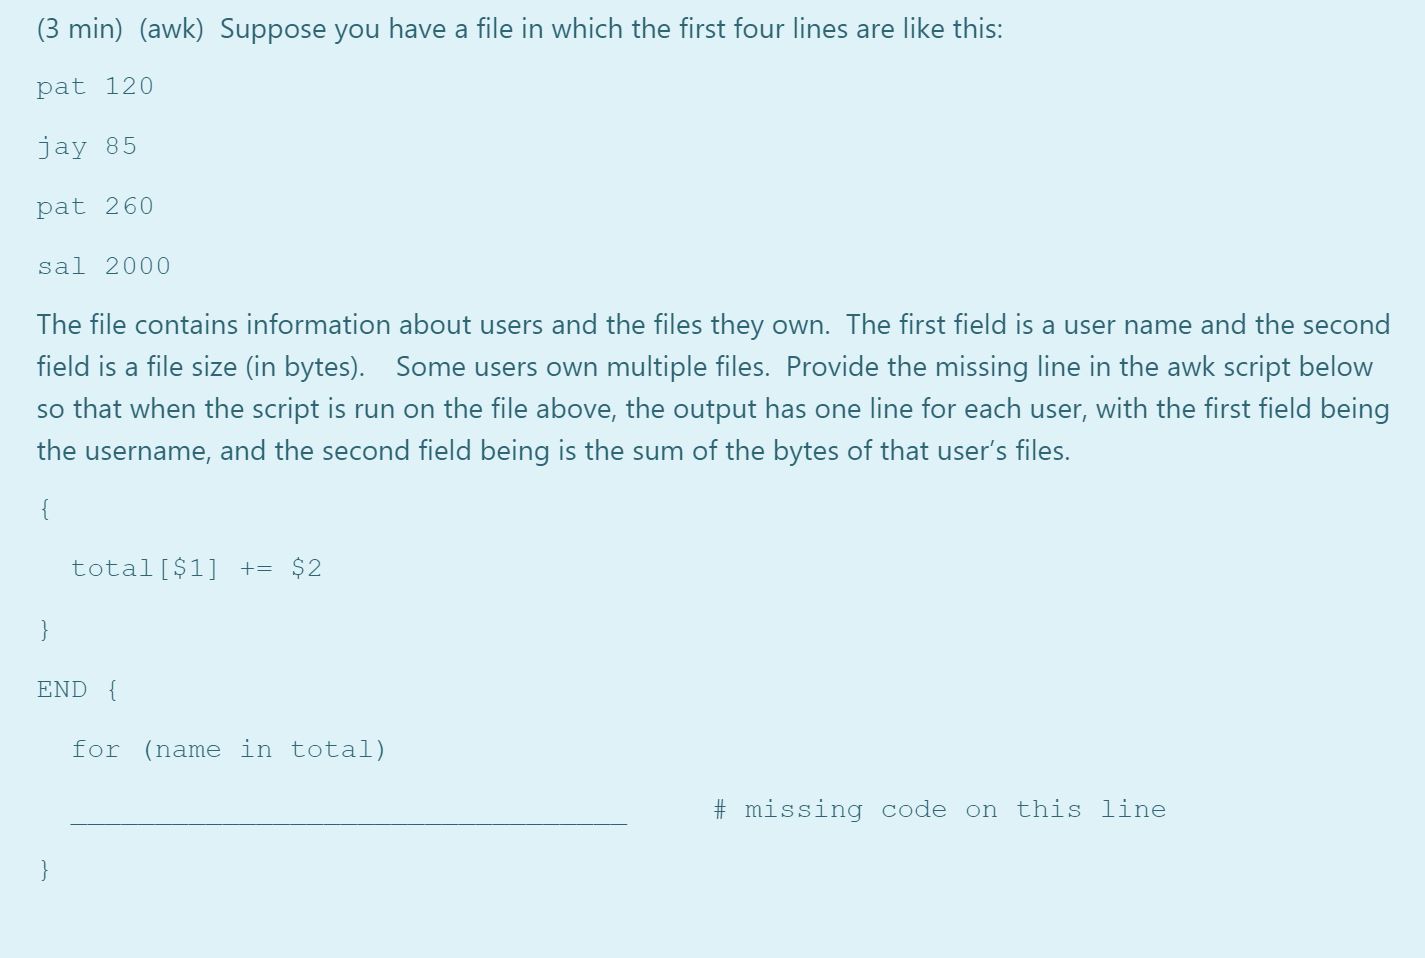 (3 min) (awk) Suppose you have a file in which the first four lines are like this:
pat 120
jay 85
pat 260
sal 2000
The file contains information about users and the files they own. The first field is a user name and the second
field is a file size (in bytes). Some users own multiple files. Provide the missing line in the awk script below
so that when the script is run on the file above, the output has one line for each user, with the first field being
the username, and the second field being is the sum of the bytes of that user's files.
{
total[$1] += $2
}
END {
for (name in total)
_________________________________ # missing code on this line
}